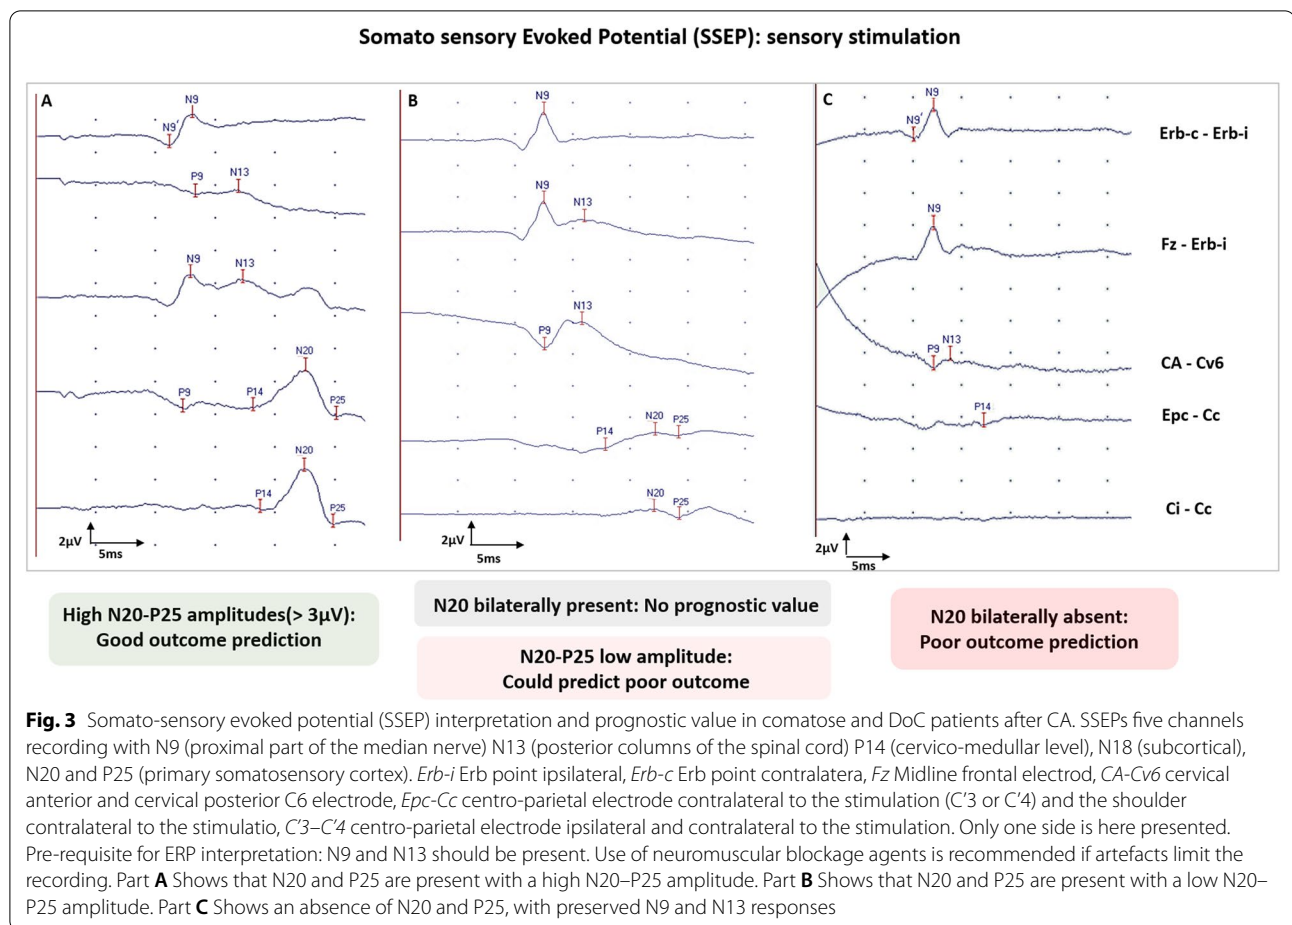 Somato sensory Evoked Potential (SSEP): sensory stimulation
A
N9
N9'
P9
N13
N9
N13
N20
P9
P14
P25
N20
P14
P25
2µV
5ms
B
N9
N9
N13
N13
P9
N20
P25
P14
N20
P25
2µV
5ms
C
N9
N9'
N9
N13
P9
P14
2µV
5ms
Erb-c - Erb-i
Fz - Erb-i
CA - Cv6
Epc - Cc
Ci - Cc
High N20-P25 amplitudes(> 3µV):
Good outcome prediction
N20 bilaterally present: No prognostic value
N20-P25 low amplitude:
Could predict poor outcome
N20 bilaterally absent:
Poor outcome prediction
Fig. 3 Somato-sensory evoked potential (SSEP) interpretation and prognostic value in comatose and DoC patients after CA. SSEPs five channels
recording with N9 (proximal part of the median nerve) N13 (posterior columns of the spinal cord) P14 (cervico-medullar level), N18 (subcortical),
N20 and P25 (primary somatosensory cortex). Erb-i Erb point ipsilateral, Erb-c Erb point contralatera, Fz Midline frontal electrod, CA-Cv6 cervical
anterior and cervical posterior C6 electrode, Epc-Cc centro-parietal electrode contralateral to the stimulation (C'3 or C'4) and the shoulder
contralateral to the stimulatio, C'3–C'4 centro-parietal electrode ipsilateral and contralateral to the stimulation. Only one side is here presented.
Pre-requisite for ERP interpretation: N9 and N13 should be present. Use of neuromuscular blockage agents is recommended if artefacts limit the
recording. Part A Shows that N20 and P25 are present with a high N20–P25 amplitude. Part B Shows that N20 and P25 are present with a low N20–
P25 amplitude. Part C Shows an absence of N20 and P25, with preserved N9 and N13 responses